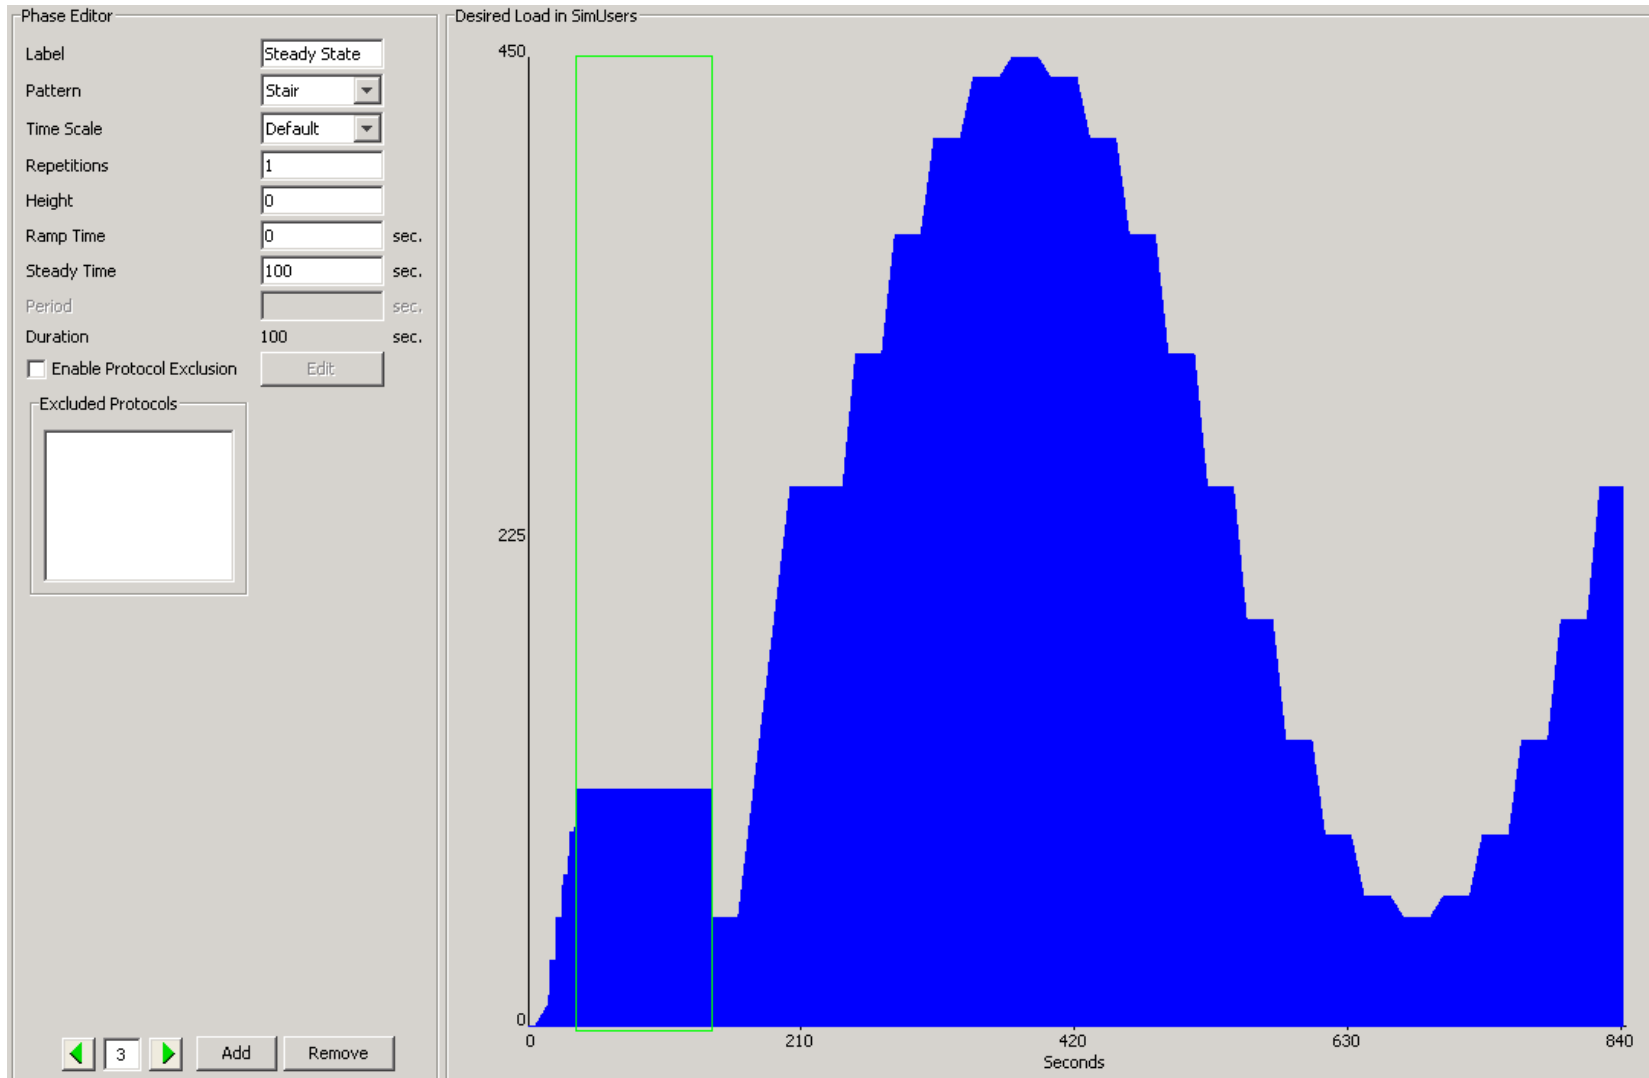 Phase Editor
Label Steady State
Pattern Stair
Time Scale Default
Repetitions 1
Height 0
Ramp Time 0 sec.
Steady Time 100 sec.
Period sec.
Duration 100 sec.
Enable Protocol Exclusion Edit
Excluded Protocols
3 Add Remove
Desired Load in SimUsers
450
225
0
0 210 420 630 840
Seconds